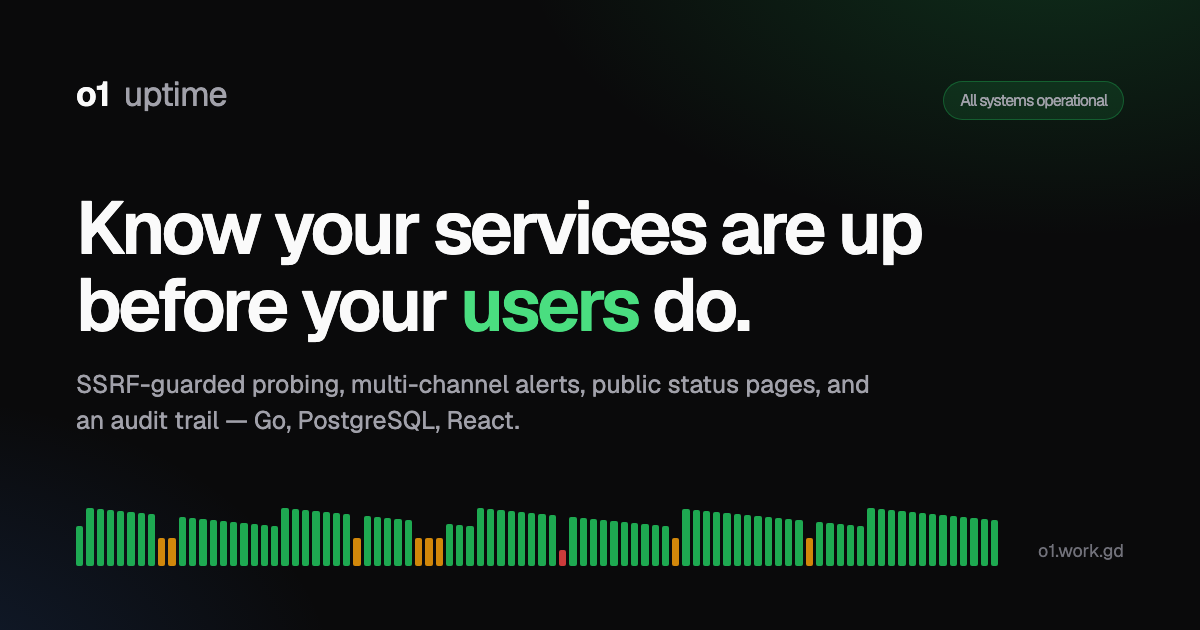 o1 uptime
All systems operational
Know your services are up
before your users do.
SSRF-guarded probing, multi-channel alerts, public status pages, and
an audit trail — Go, PostgreSQL, React.
o1.work.gd